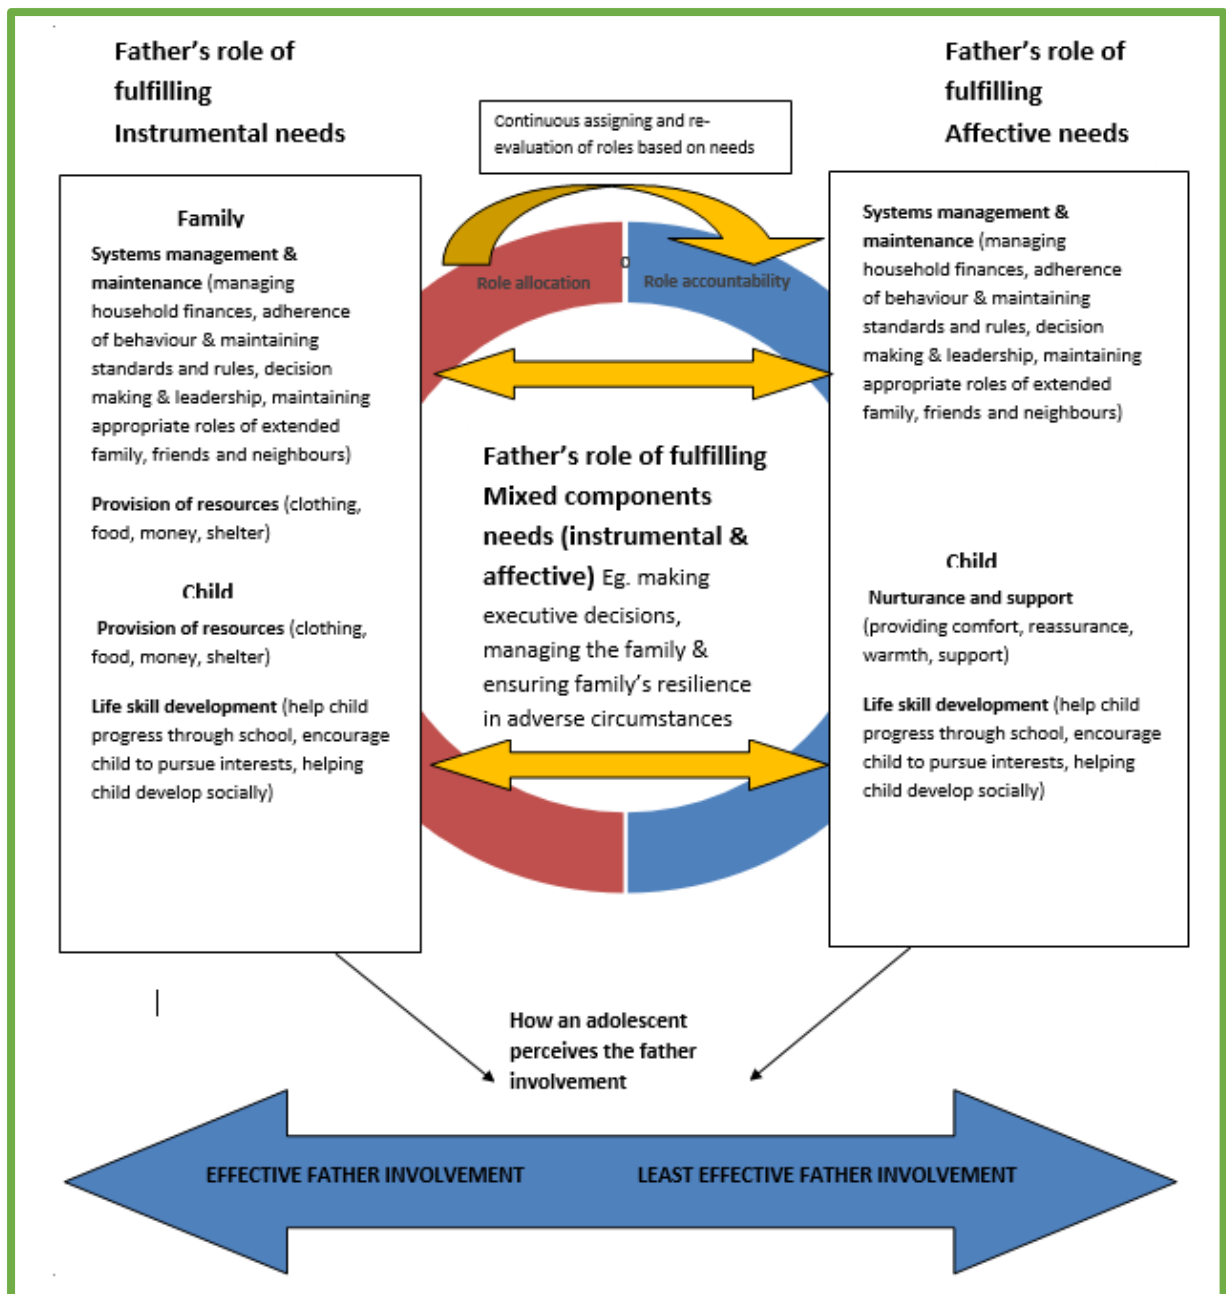 Father's role of
fulfilling
Instrumental needs
Father's role of
fulfilling
Affective needs
Continuous assigning and re-
evaluation of roles based on needs
Family
Systems management &
maintenance (managing
household finances, adherence
of behaviour & maintaining
standards and rules, decision
making & leadership, maintaining
appropriate roles of extended
family, friends and neighbours)
Provision of resources (clothing,
food, money, shelter)
Child
Provision of resources (clothing,
food, money, shelter)
Life skill development (help child
progress through school, encourage
child to pursue interests, helping
child develop socially)
Role allocation
Role accountability
Father's role of fulfilling
Mixed components
needs (instrumental &
affective) Eg. making
executive decisions,
managing the family &
ensuring family's resilience
in adverse circumstances
Systems management &
maintenance (managing
household finances, adherence
of behaviour & maintaining
standards and rules, decision
making & leadership, maintaining
appropriate roles of extended
family, friends and neighbours)
Child
Nurturance and support
(providing comfort, reassurance,
warmth, support)
Life skill development (help child
progress through school, encourage
child to pursue interests, helping
child develop socially)
How an adolescent
perceives the father
involvement
EFFECTIVE FATHER INVOLVEMENT
LEAST EFFECTIVE FATHER INVOLVEMENT